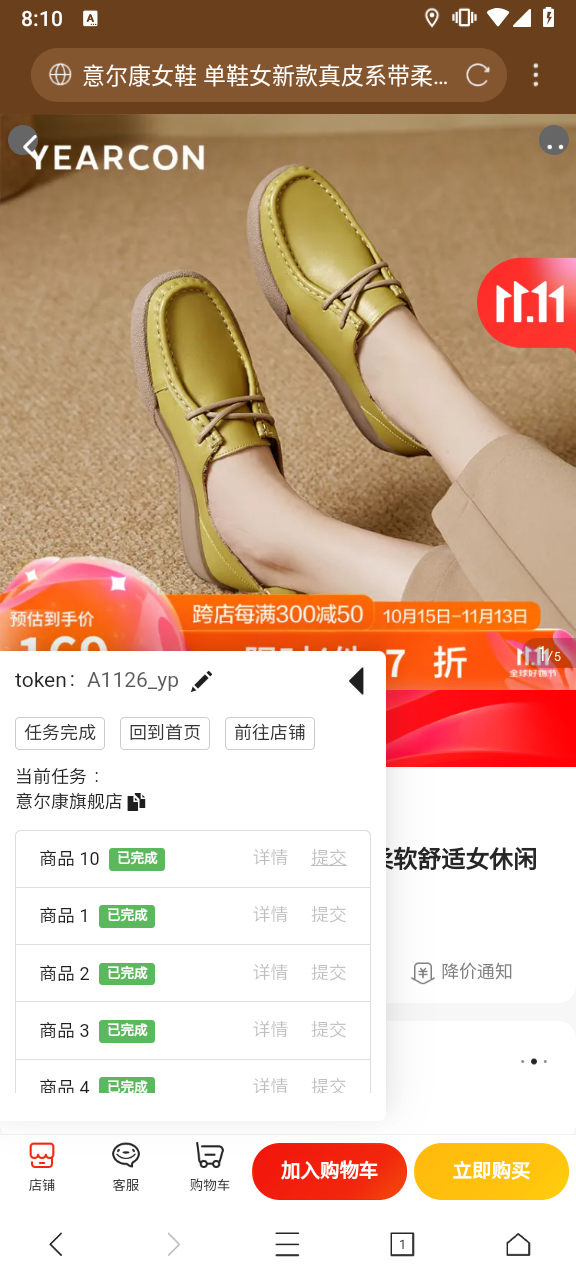 8:10
A
意尔康女鞋 单鞋女新款真皮系带柔...
YEARCON
11.11
预估到手价
跨店每满300减50 10月15日-11月13日
7 折
全球好物节
1/5
token： A1126_yp
任务完成 回到首页 前往店铺
当前任务：
意尔康旗舰店
商品 10 已完成 详情 提交
软舒适女休闲
商品 1 已完成 详情 提交
商品 2 已完成 详情 提交
降价通知
商品 3 已完成 详情 提交
商品 4 已完成 详情 提交
店铺 客服 购物车 加入购物车 立即购买
1